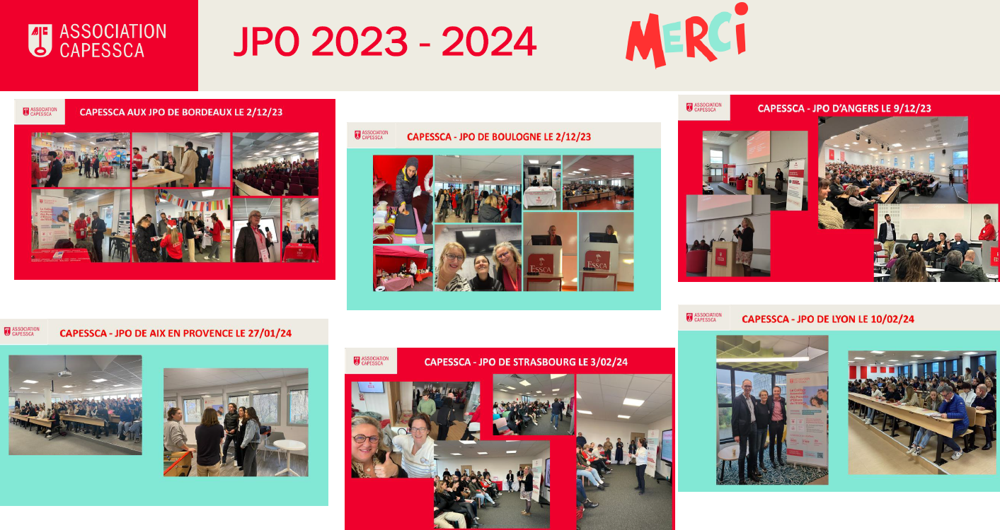 ASSOCIATION
CAPESSCA
JPO 2023 - 2024
MERCi
ASSOCIATION
CAPESSCA
CAPESSCA AUX JPO DE BORDEAUX LE 2/12/23
ASSOCIATION
CAPESSCA
CAPESSCA - JPO DE BOULOGNE LE 2/12/23
ESSCA
ESSCA
ASSOCIATION
CAPESSCA
CAPESSCA - JPO D'ANGERS LE 9/12/23
ASSOCIATION
CAPESSCA
CAPESSCA - JPO DE AIX EN PROVENCE LE 27/01/24
ASSOCIATION
CAPESSCA
CAPESSCA - JPO DE STRASBOURG LE 3/02/24
ASSOCIATION
CAPESSCA
CAPESSCA - JPO DE LYON LE 10/02/24